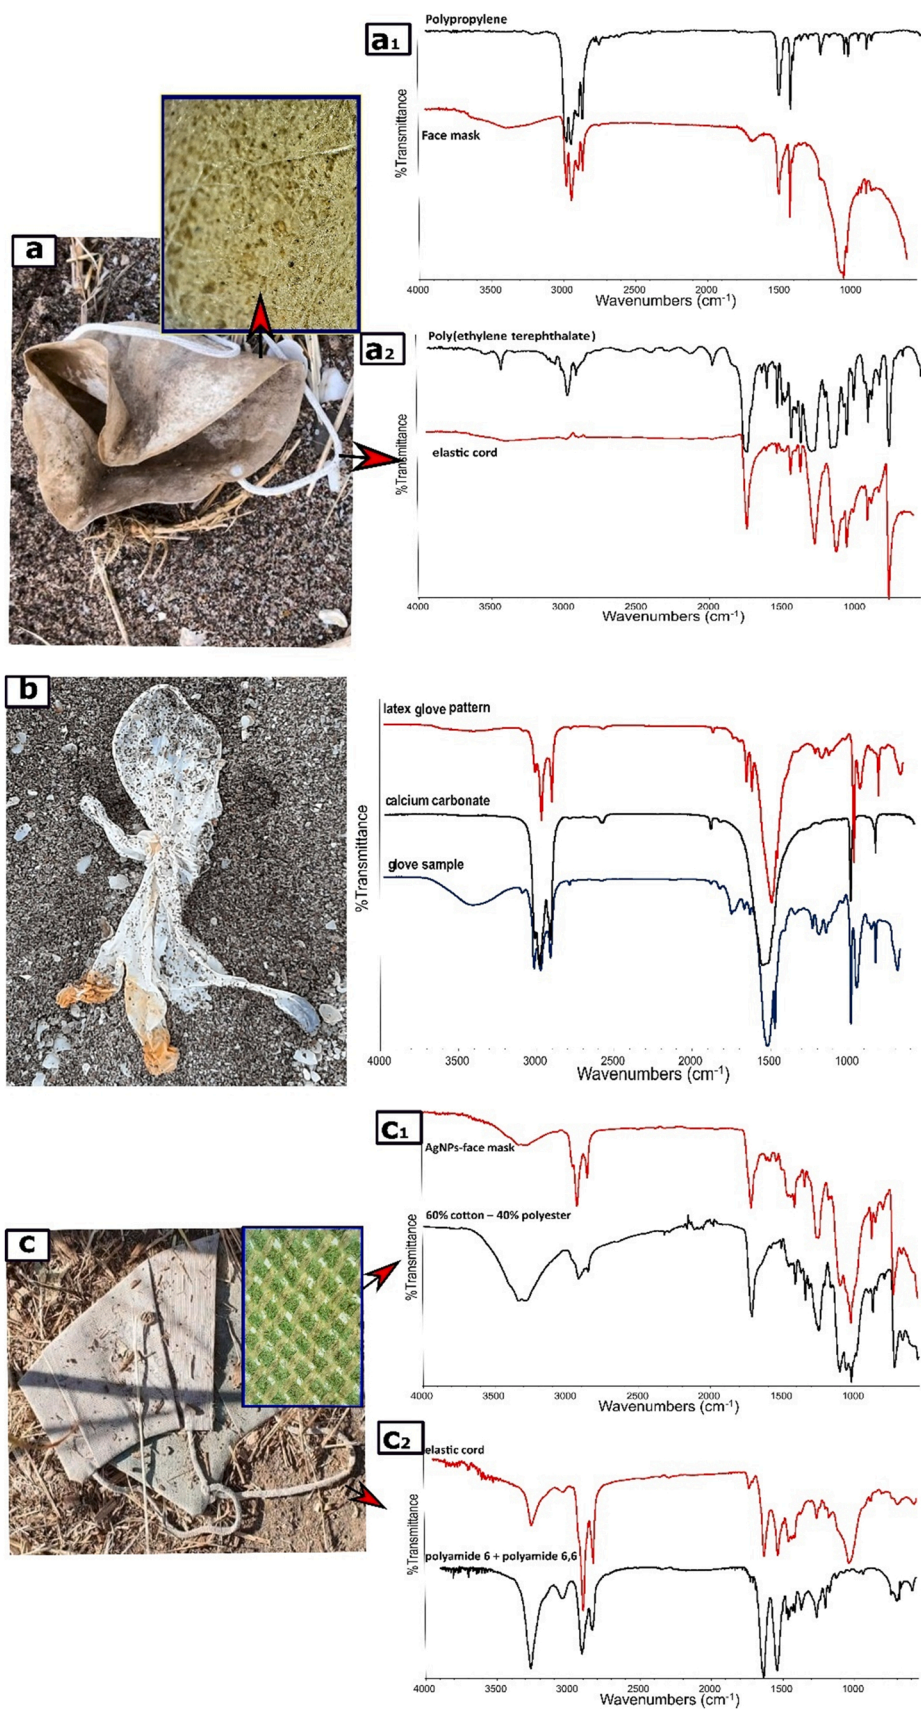 a1
Polypropylene
Face mask
%Transmittance
4000 3500 3000 2500 2000 1500 1000
Wavenumbers (cm-1)
a
a2
Poly(ethylene terephthalate)
elastic cord
%Transmittance
4000 3500 3000 2500 2000 1500 1000
Wavenumbers (cm-1)
b
latex glove pattern
calcium carbonate
glove sample
%Transmittance
4000 3000 2000 1500 1000
Wavenumbers (cm-1)
c1
AgNPs-face mask
60% cotton – 40% polyester
%Transmittance
4000 3500 3000 2500 2000 1500 1000
Wavenumbers (cm-1)
c
c2
elastic cord
polyamide 6 + polyamide 6,6
%Transmittance
4000 3500 3000 2500 2000 1500 1000
Wavenumbers (cm-1)